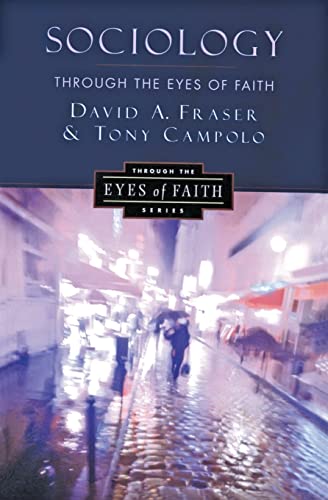 SOCIOLOGY
THROUGH THE EYES OF FAITH
DAVID A. FRASER
& TONY CAMPOLO
THROUGH THE
EYES of FAITH
SERIES